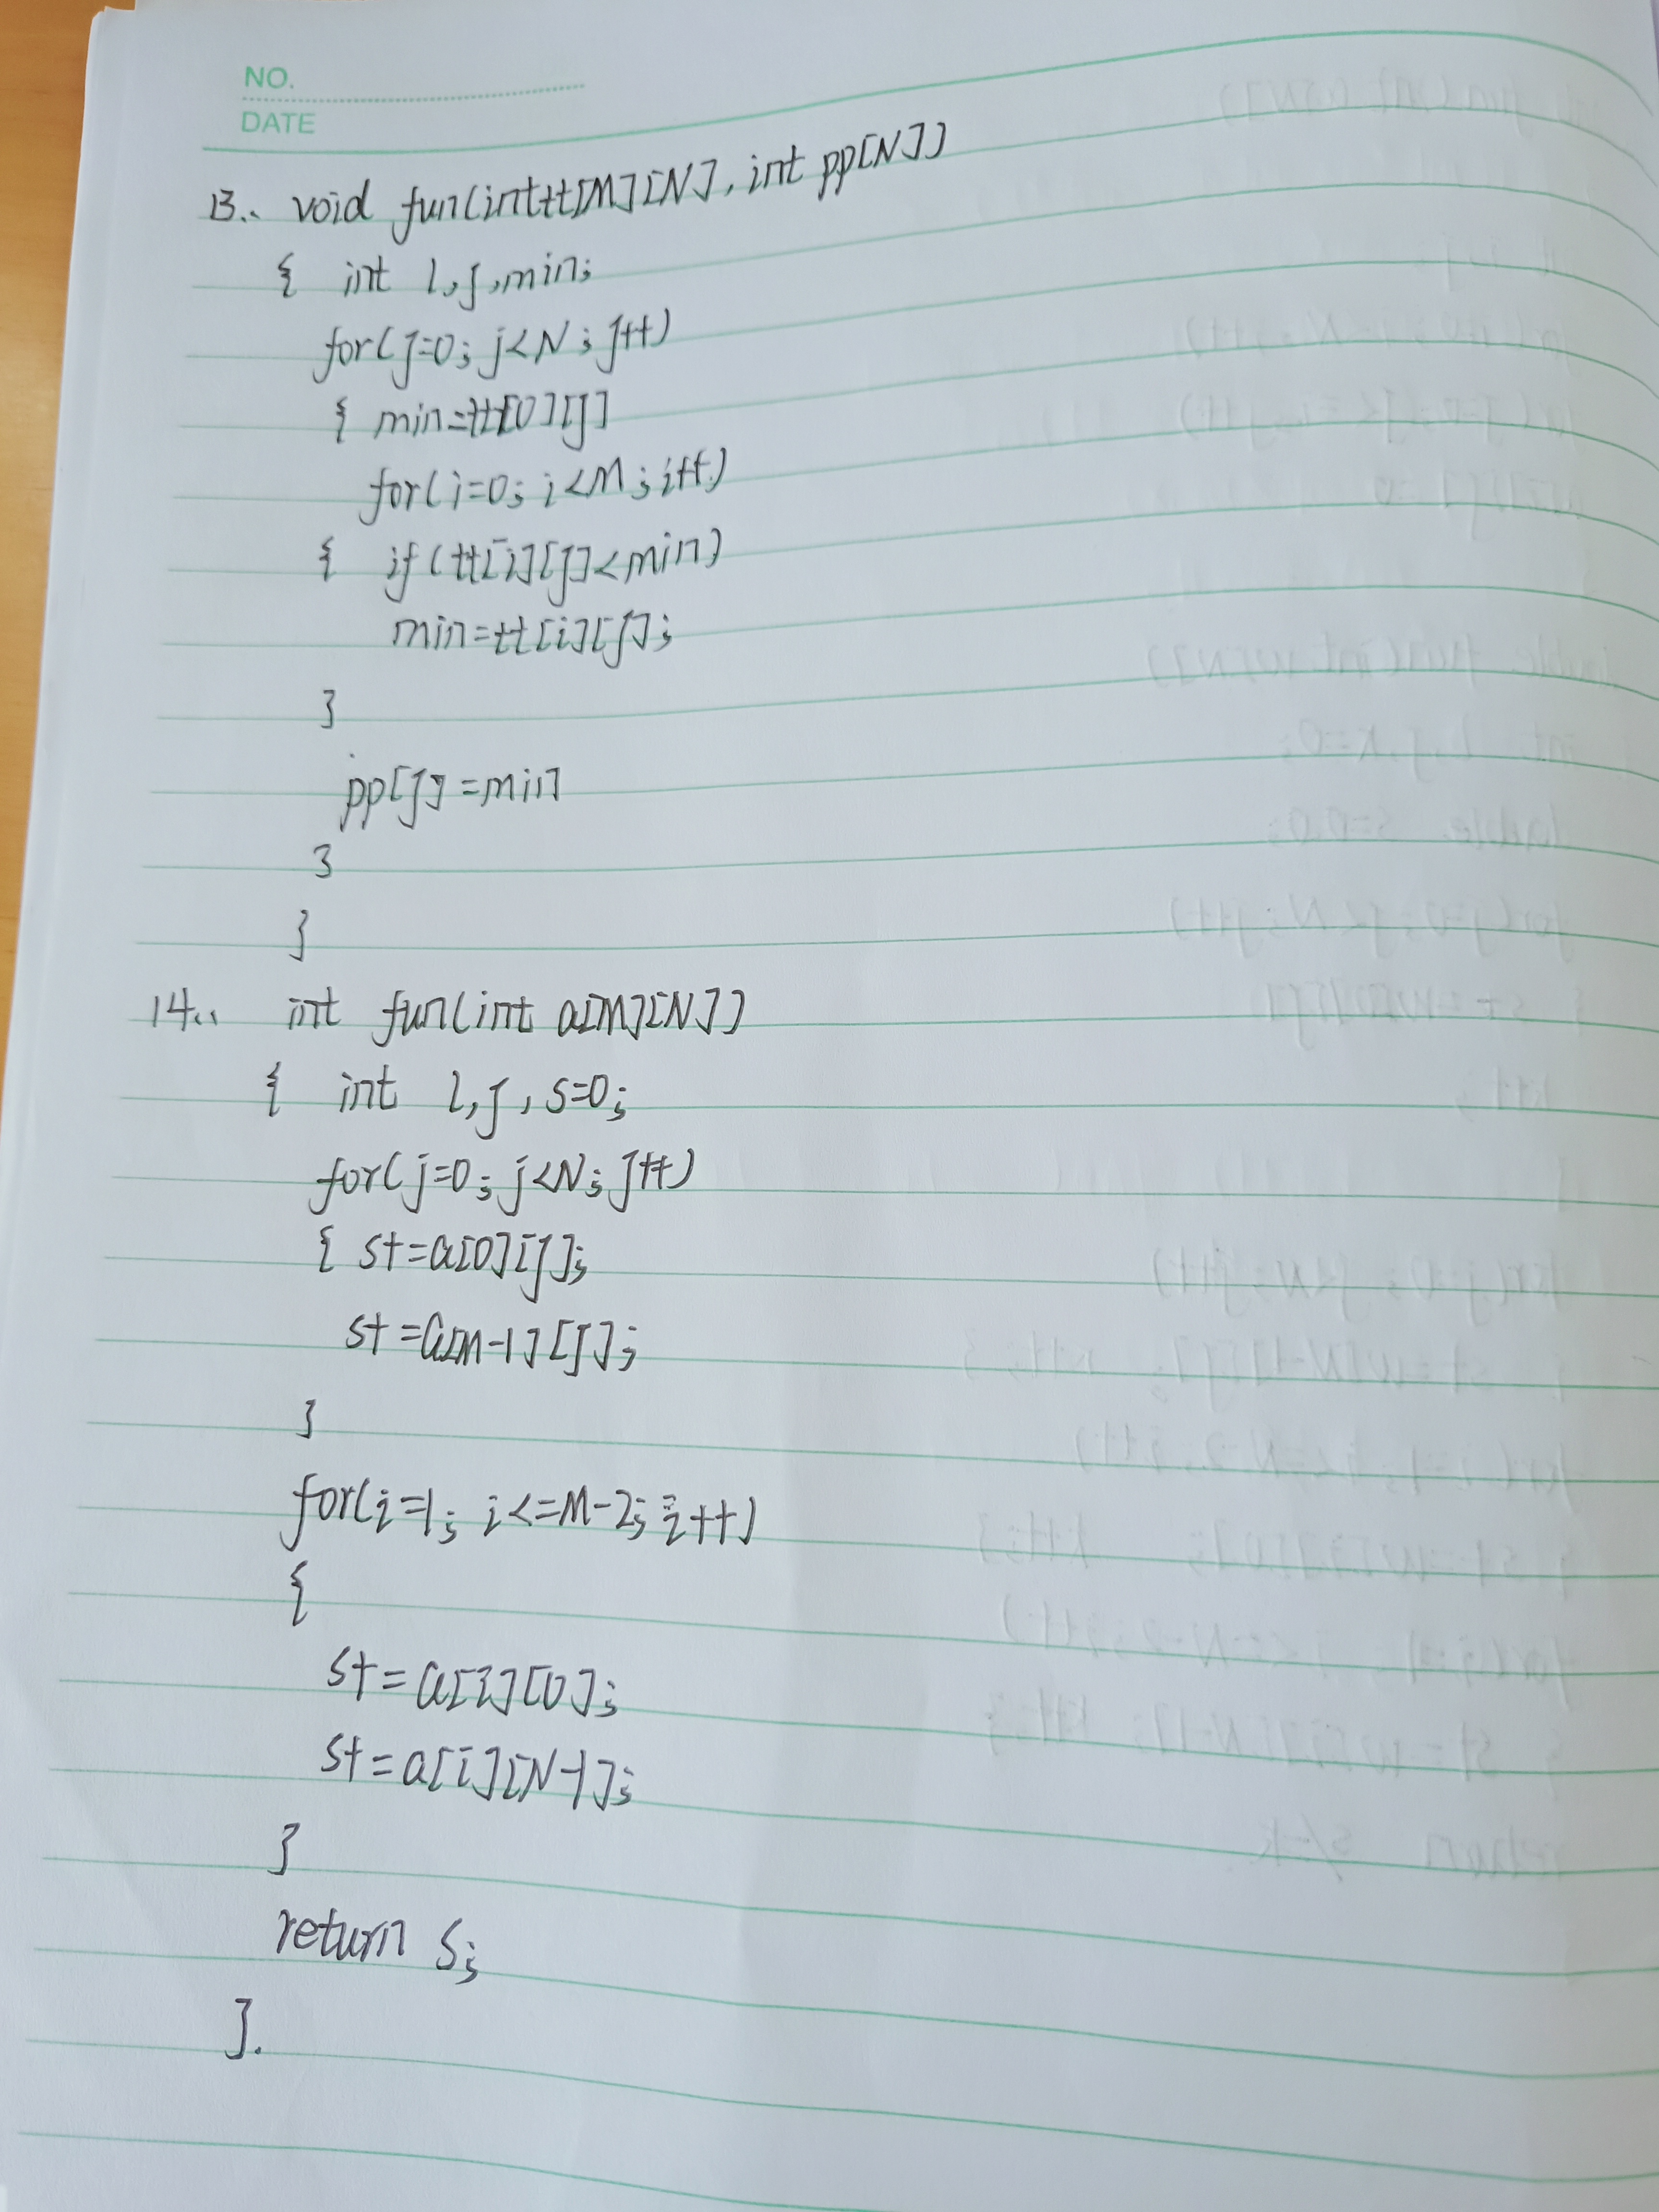 NO.
DATE
13.. void fun(int tt[M][N], int pp[N])
{ int i,j,min;
for(j=0; j<N; j++)
{ min=tt[0][j]
for(i=0; i<M; i++)
{ if(tt[i][j]<min)
min=tt[i][j];
}
pp[j]=min
}
}
14.. int fun(int a[M][N])
{ int i,j,s=0;
for(j=0; j<N; j++)
{ s+=a[0][j];
s+=a[M-1][j];
}
for(i=1; i<=M-2; i++)
{
s+=a[i][0];
s+=a[i][N-1];
}
return s;
}.